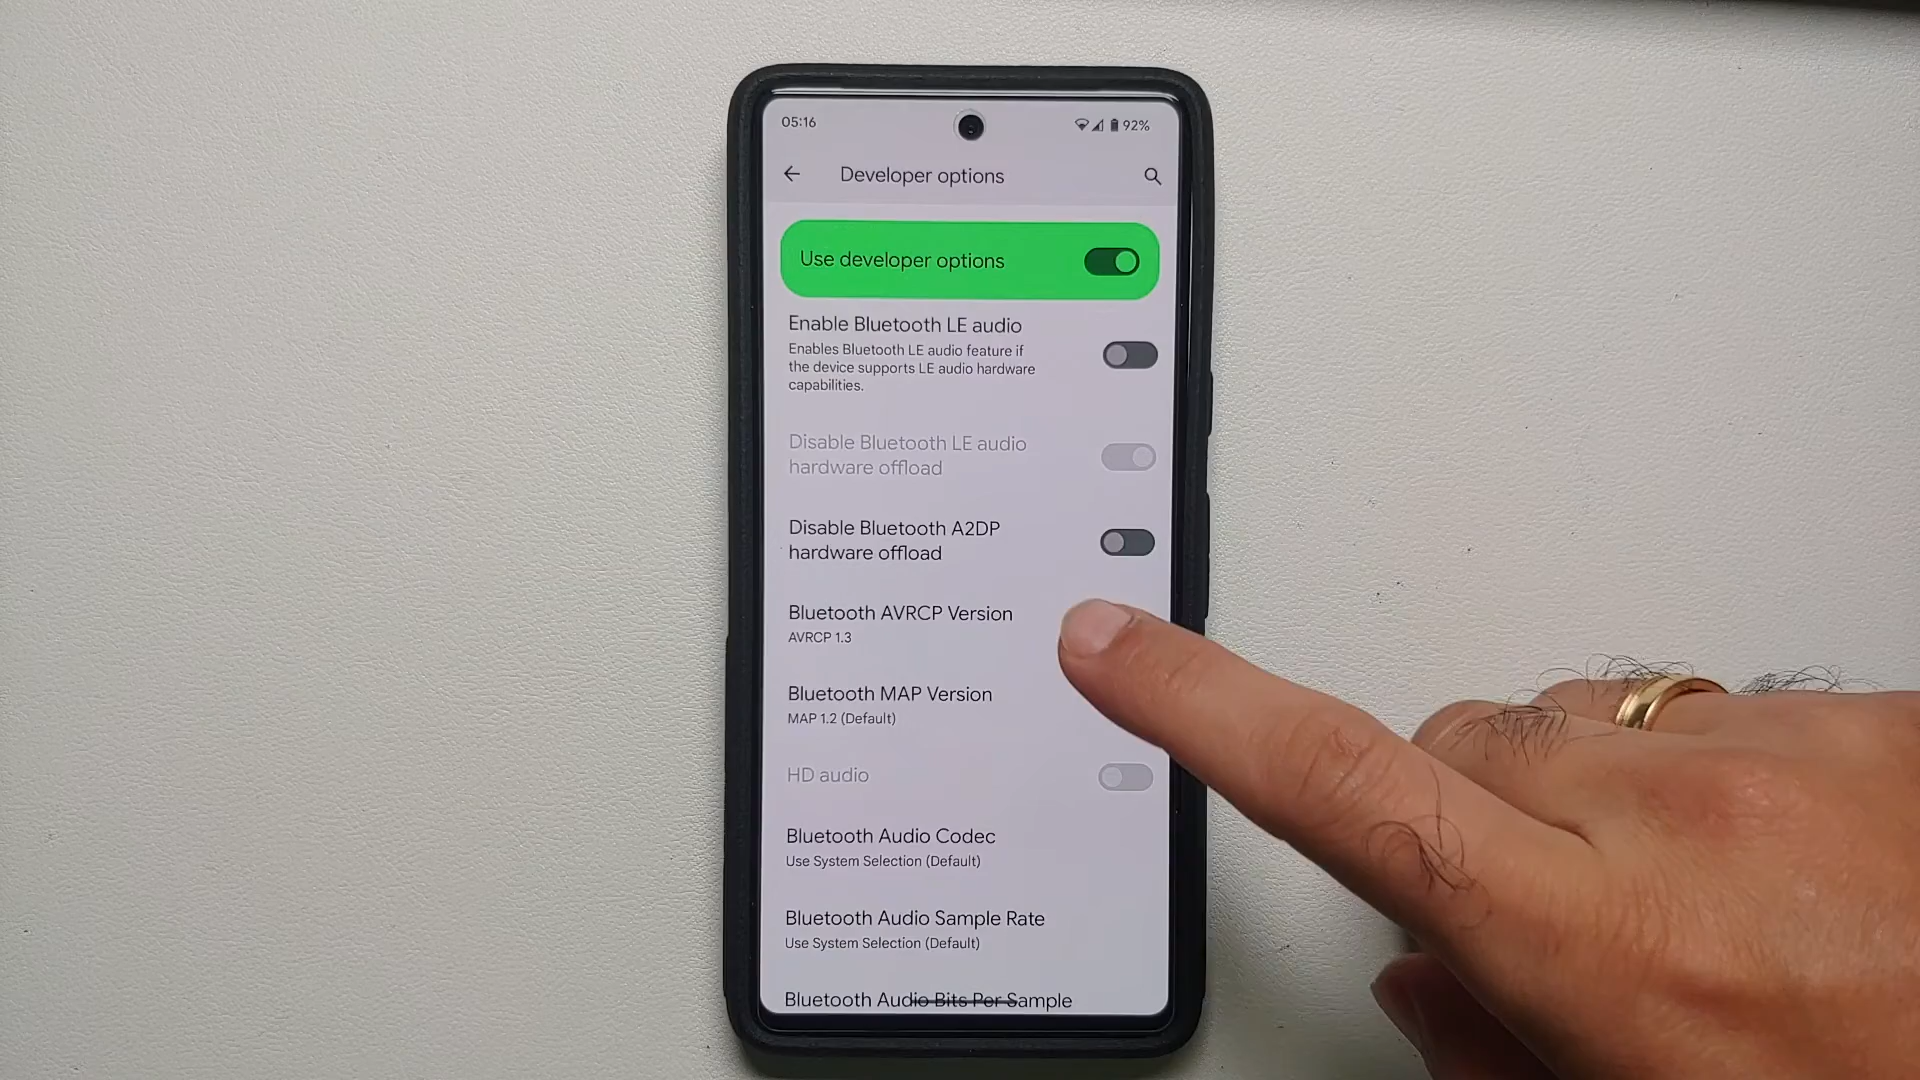 05:16
92%
Developer options
Use developer options
Enable Bluetooth LE audio
Enables Bluetooth LE audio feature if
the device supports LE audio hardware
capabilities.
Disable Bluetooth LE audio
hardware offload
Disable Bluetooth A2DP
hardware offload
Bluetooth AVRCP Version
AVRCP 1.3
Bluetooth MAP Version
MAP 1.2 (Default)
HD audio
Bluetooth Audio Codec
Use System Selection (Default)
Bluetooth Audio Sample Rate
Use System Selection (Default)
Bluetooth Audio Bits Per Sample